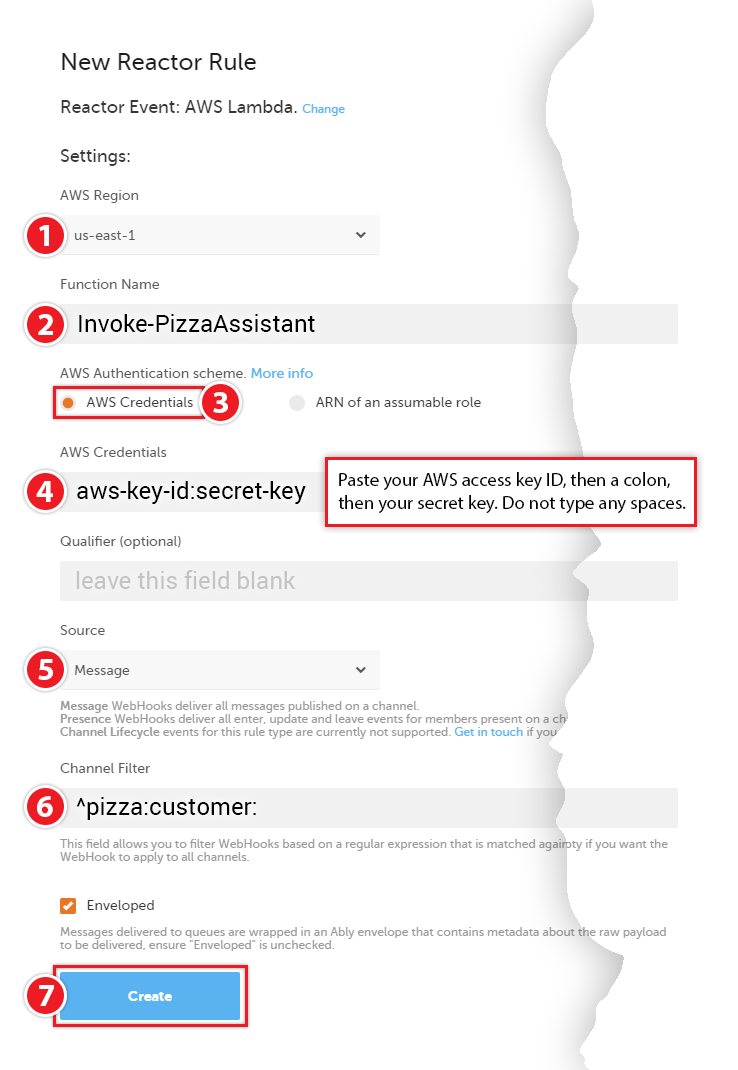 New Reactor Rule
Reactor Event: AWS Lambda. Change
Settings:
AWS Region
1 us-east-1
Function Name
2 Invoke-PizzaAssistant
AWS Authentication scheme. More info
AWS Credentials 3 ARN of an assumable role
AWS Credentials
4 aws-key-id:secret-key
Paste your AWS access key ID, then a colon,
then your secret key. Do not type any spaces.
Qualifier (optional)
leave this field blank
Source
5 Message
Message WebHooks deliver all messages published on a channel.
Presence WebHooks deliver all enter, update and leave events for members present on a ch
Channel Lifecycle events for this rule type are currently not supported. Get in touch if you
Channel Filter
6 ^pizza:customer:
This field allows you to filter WebHooks based on a regular expression that is matched if you want the
WebHook to apply to all channels.
Enveloped
Messages delivered to queues are wrapped in an Ably envelope that contains metadata about the raw payload
to be delivered, ensure "Enveloped" is unchecked.
7 Create